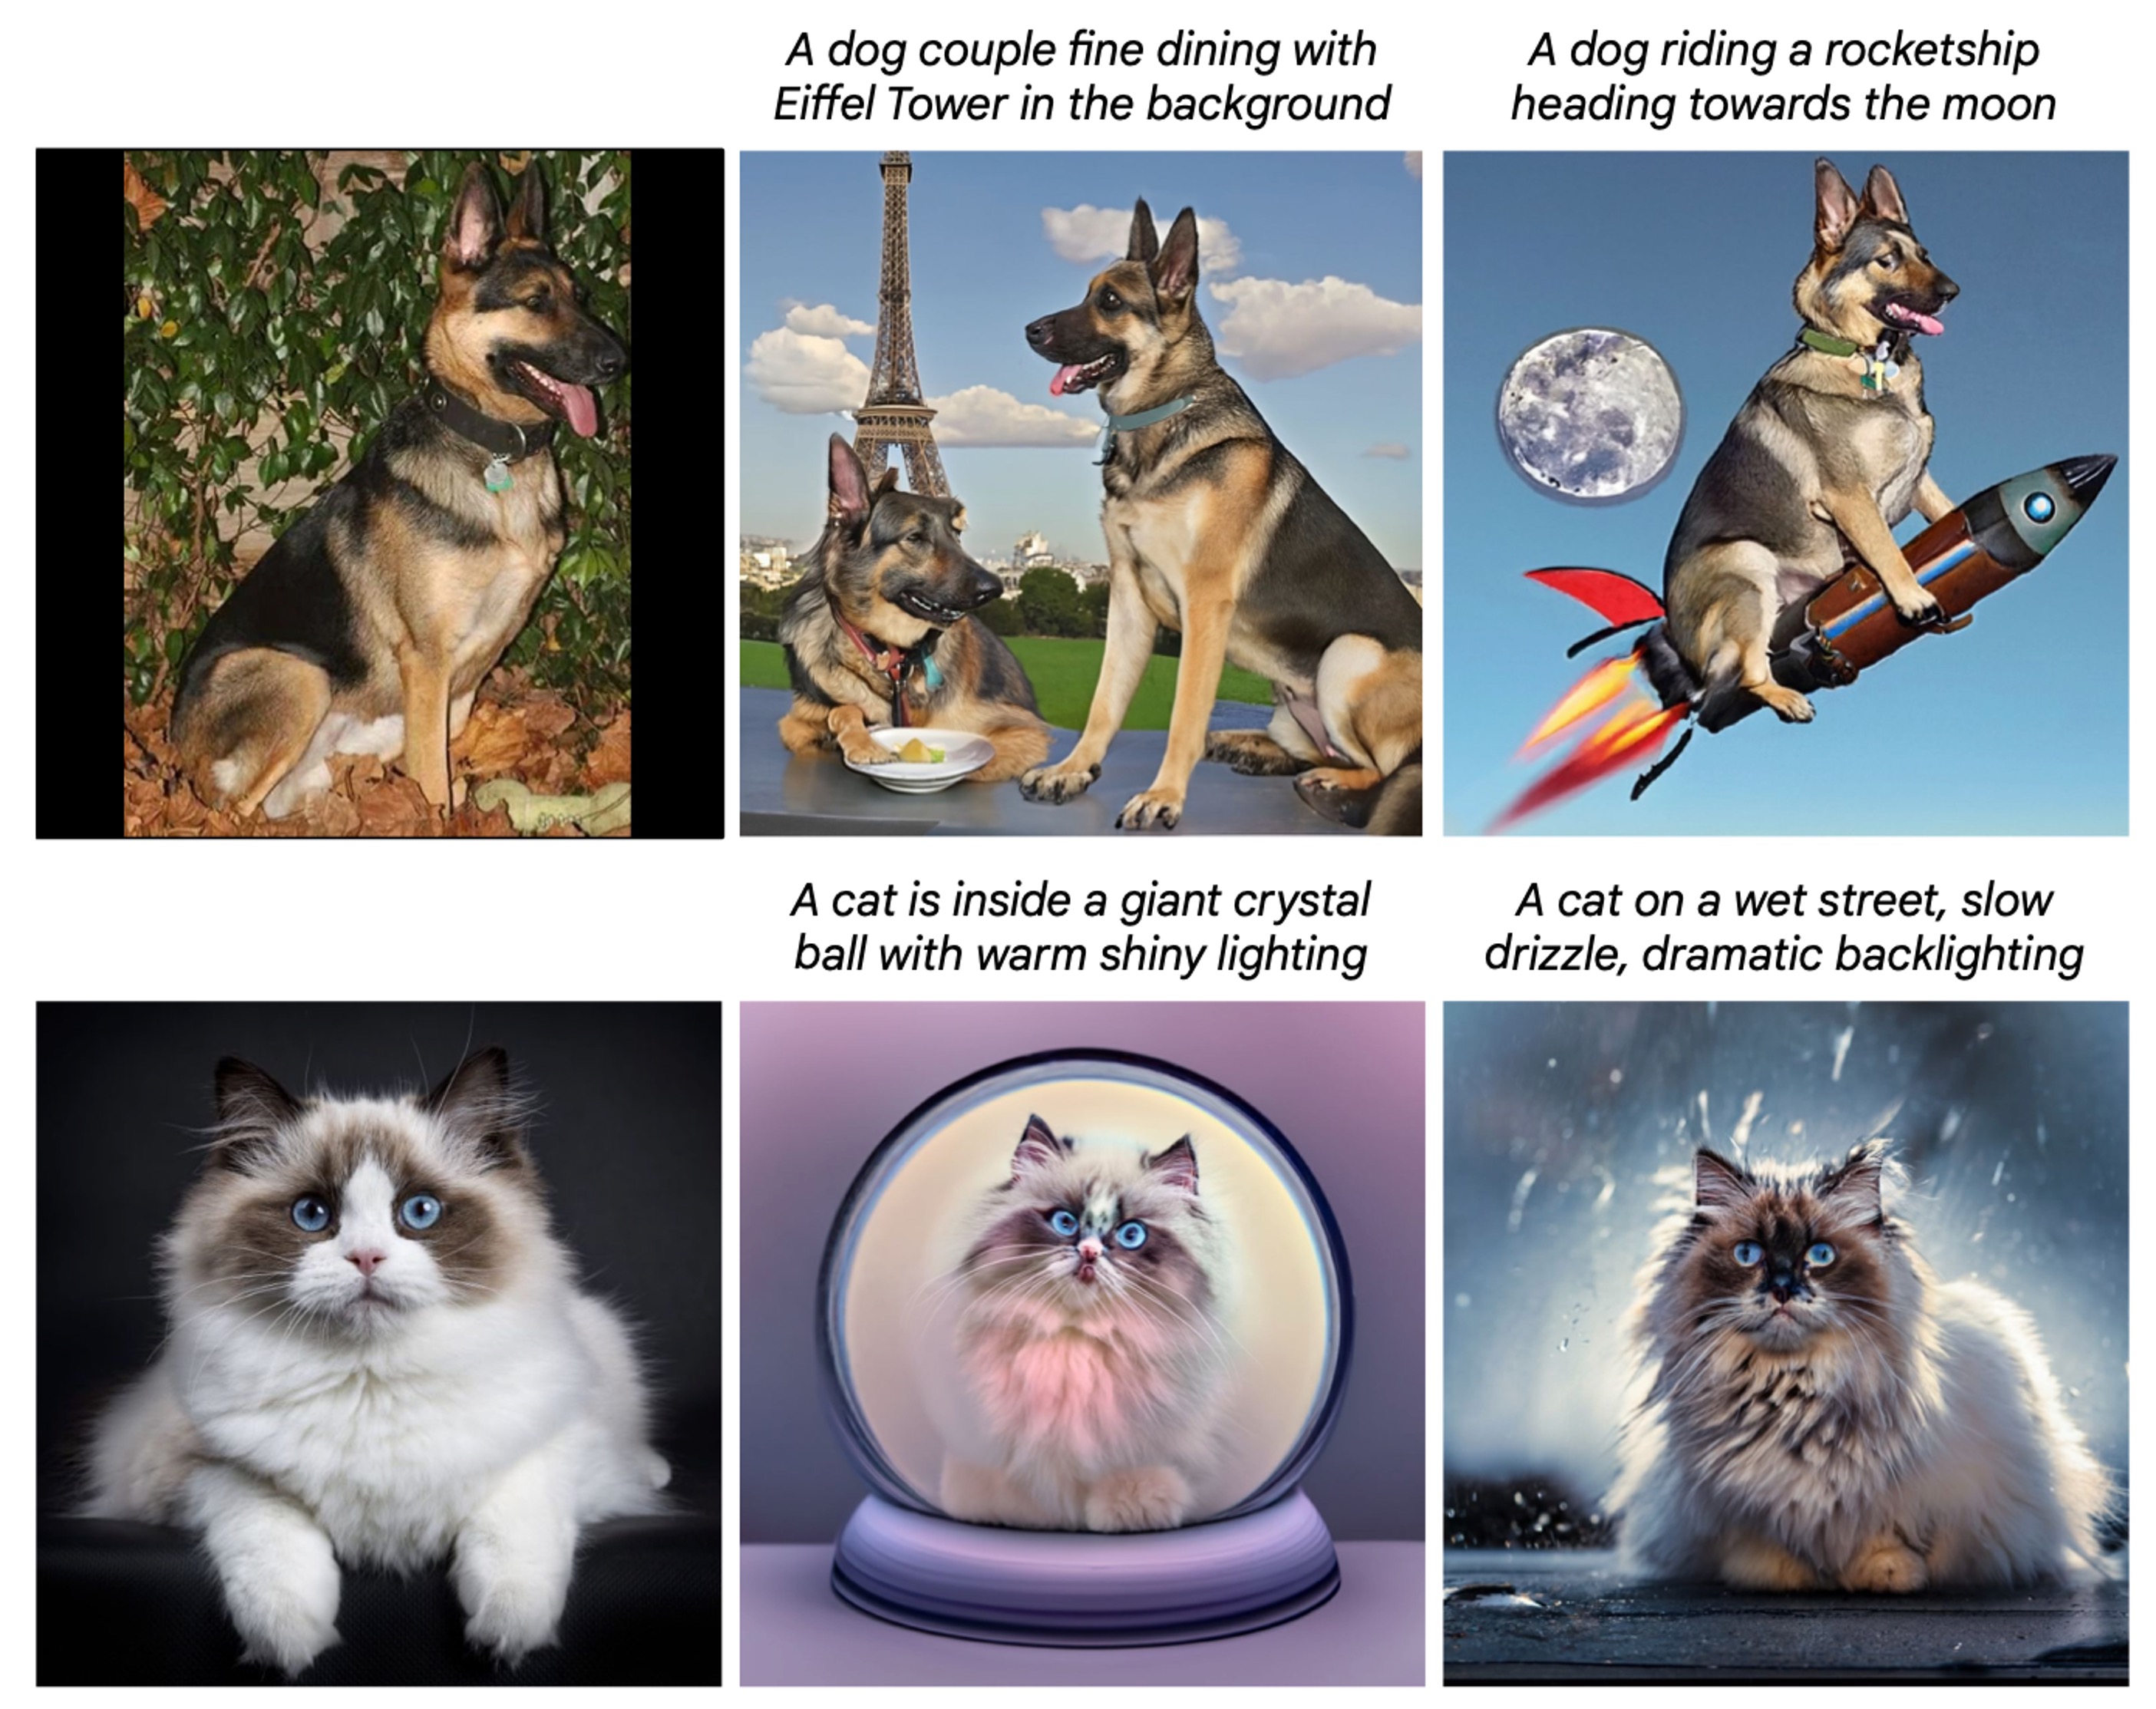 A dog couple fine dining with
Eiffel Tower in the background
A dog riding a rocketship
heading towards the moon
A cat is inside a giant crystal
ball with warm shiny lighting
A cat on a wet street, slow
drizzle, dramatic backlighting